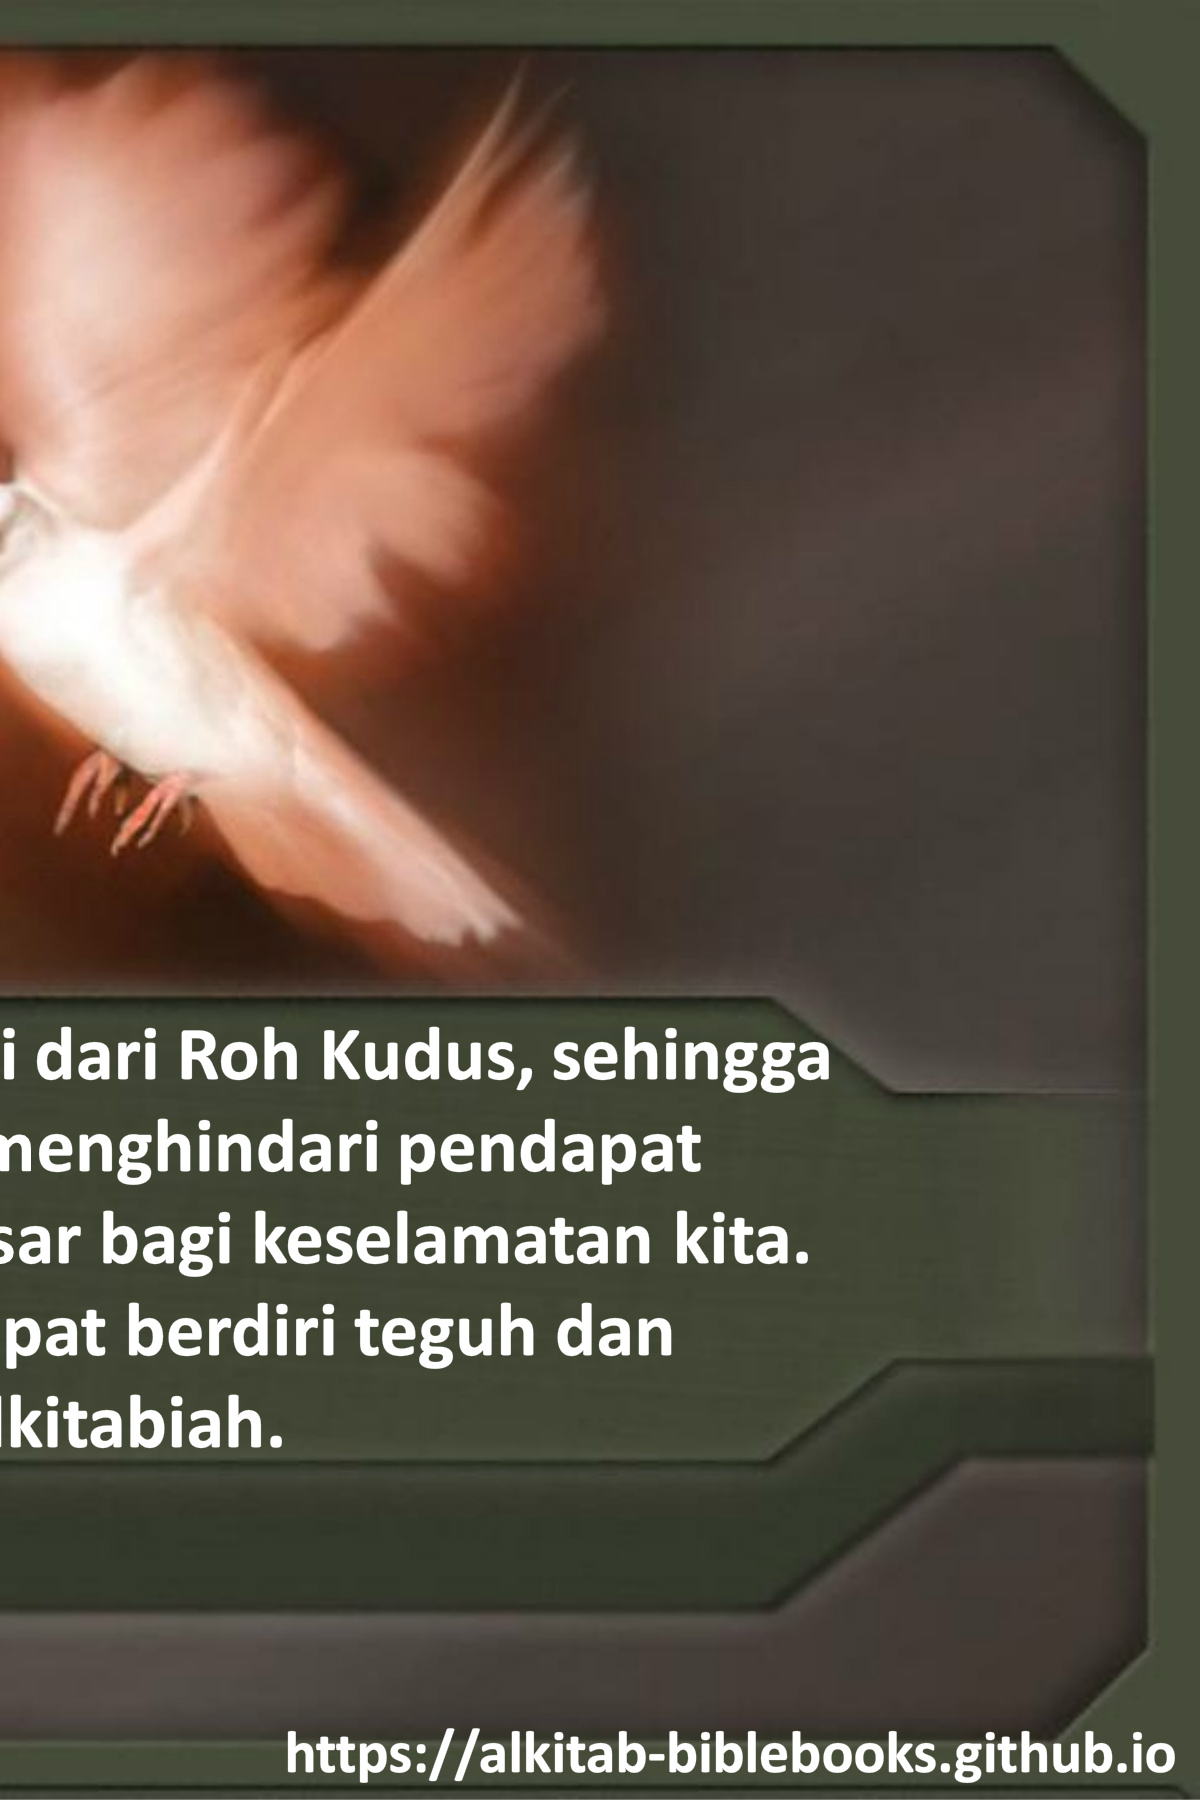 i dari Roh Kudus, sehingga
menghindari pendapat
sar bagi keselamatan kita.
pat berdiri teguh dan
lkitabiah.
https://alkitab-biblebooks.github.io